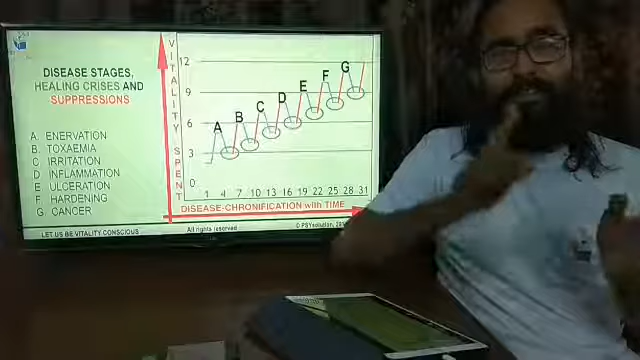 DISEASE STAGES,
HEALING CRISES AND
SUPPRESSIONS
A. ENERVATION
B. TOXAEMIA
C IRRITATION
D INFLAMMATION
E ULCERATION
F HARDENING
G CANCER
VITALITY SPENT
12
9
6
3
0
A B C D E F G
1 4 7 10 13 16 19 22 25 28 31
DISEASE-CHRONIFICATION with TIME
LET US BE VITALITY CONSCIOUS
All rights reserved
© PSYsolution,